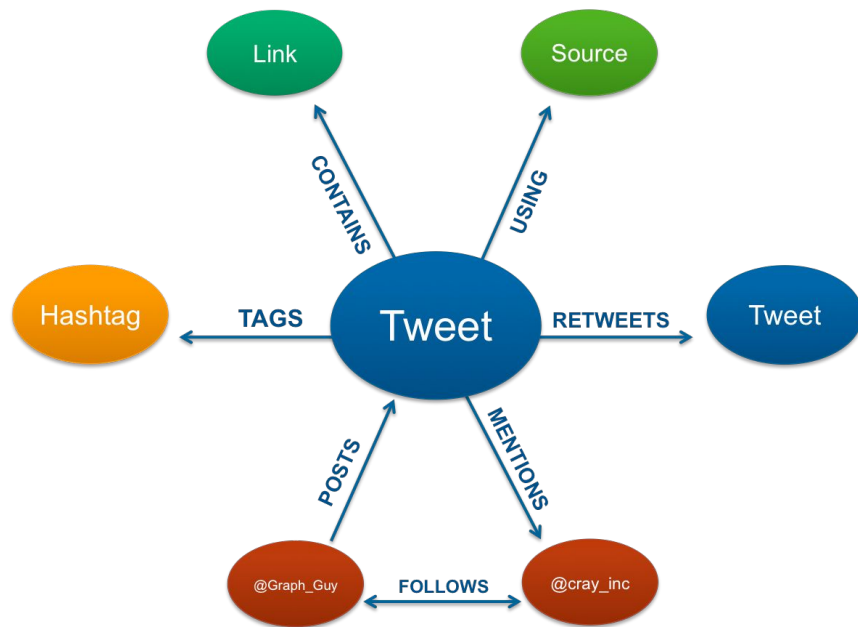 Link
Source
CONTAINS
USING
Hashtag
TAGS
Tweet
RETWEETS
Tweet
POSTS
MENTIONS
@Graph_Guy
FOLLOWS
@cray_inc